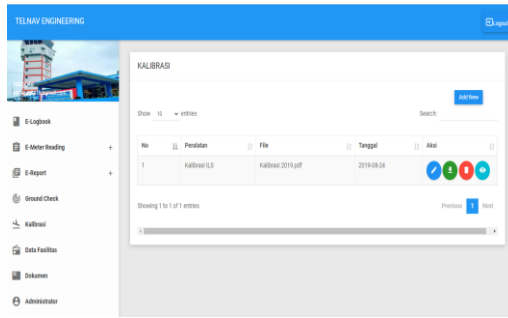 TELNAV ENGINEERING
Logout
KALIBRASI
Add New
Show 10 entries
Search:
No Peralatan File Tanggal Aksi
1 Kalibrasi ILS Kalibrasi 2019.pdf 2019-08-24
Showing 1 to 1 of 1 entries
Previous 1 Next
E-Logbook
E-Meter Reading +
E-Report +
Ground Check
Kalibrasi
Data Fasilitas
Dokumen
Administrator